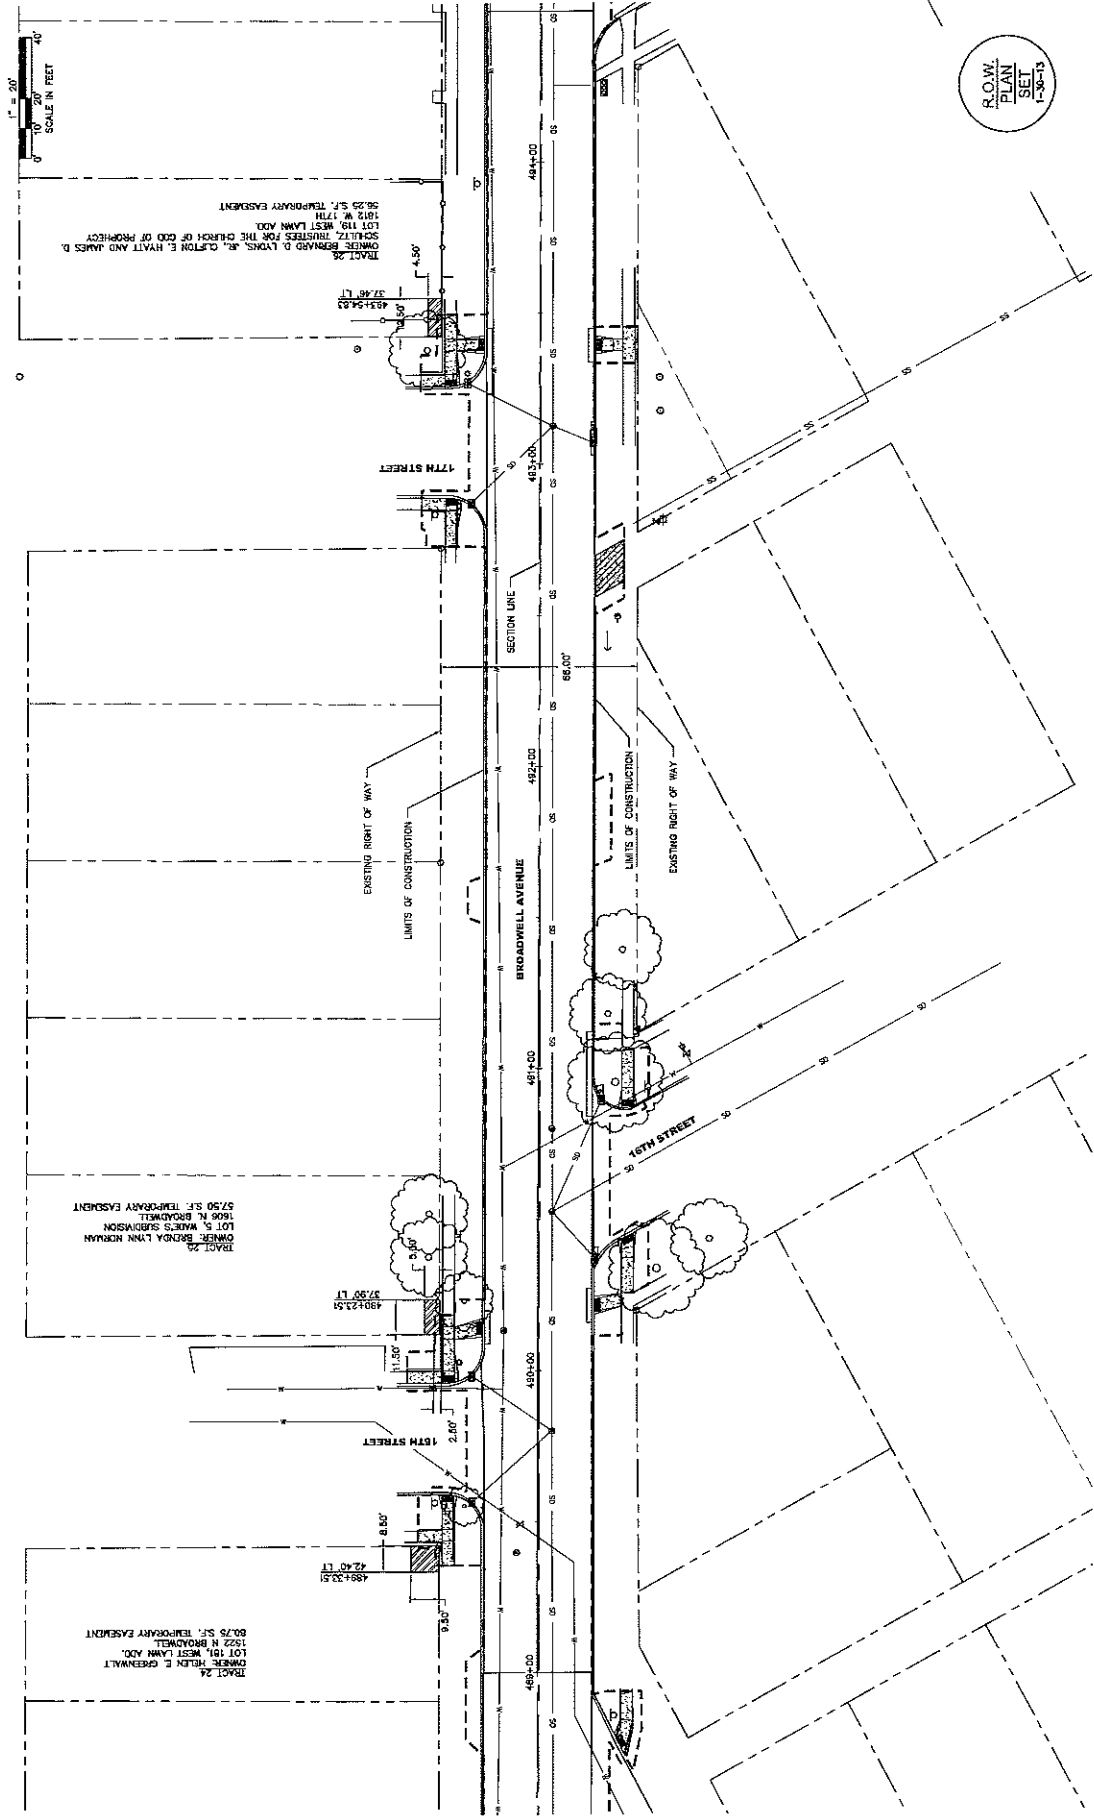 1" = 20'
0' 10' 20' 40'
SCALE IN FEET
R.O.W.
PLAN
SET
1-30-13
TRACT 26
OWNER: BERNARD D. LYONS, JR., CLIFTON E. HYATT AND JAMES D.
SCHULTZ, TRUSTEES FOR THE CHURCH OF GOD OF PROPHECY
LOT 119, WEST LAWN ADD.
1812 W. 17TH
56.25 S.F. TEMPORARY EASEMENT
493+54.83
37.46' LT
4.50'
12.50'
17TH STREET
494+00
493+00
SECTION LINE
66.00'
EXISTING RIGHT OF WAY
LIMITS OF CONSTRUCTION
492+00
LIMITS OF CONSTRUCTION
EXISTING RIGHT OF WAY
BROADWELL AVENUE
491+00
16TH STREET
TRACT 25
OWNER: BRENDA LYNN NORMAN
LOT 5, WADE'S SUBDIVISION
1606 N. BROADWELL
57.50 S.F. TEMPORARY EASEMENT
490+23.51
37.90' LT
5.00'
11.50'
490+00
2.50'
8.50'
489+33.51
42.40' LT
9.50'
TRACT 24
OWNER: HELEN E. GREENWALT
LOT 181, WEST LAWN ADD.
1522 N BROADWELL
80.75 S.F. TEMPORARY EASEMENT
489+00